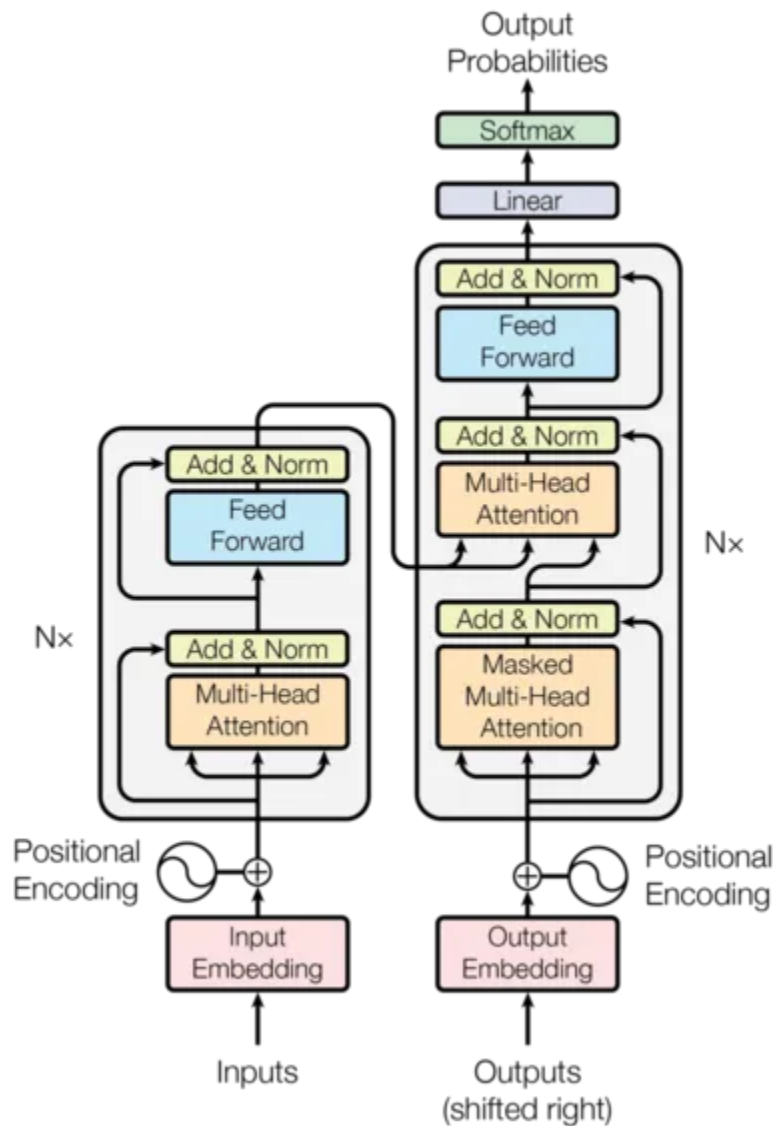 Output
Probabilities
Softmax
Linear
Add & Norm
Feed
Forward
Add & Norm
Multi-Head
Attention
Nx
Add & Norm
Masked
Multi-Head
Attention
Add & Norm
Feed
Forward
Nx
Add & Norm
Multi-Head
Attention
Positional
Encoding
Positional
Encoding
Input
Embedding
Output
Embedding
Inputs
Outputs
(shifted right)